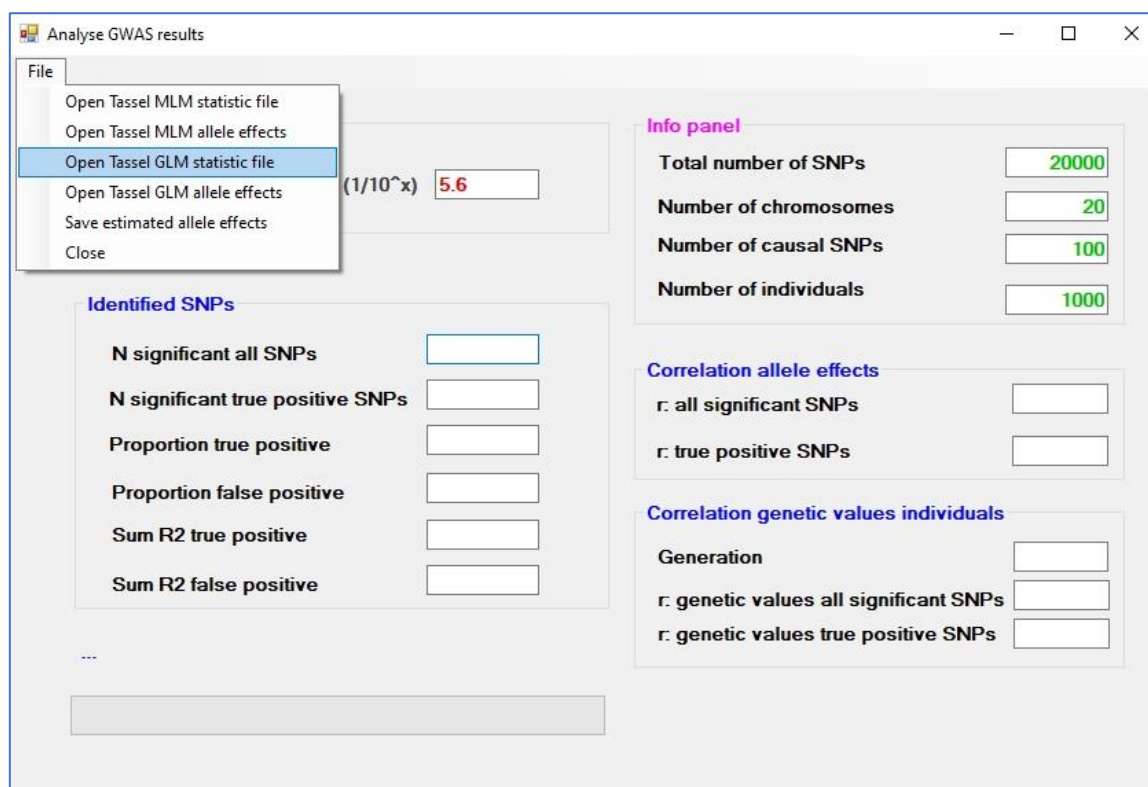 Analyse GWAS results
File
Open Tassel MLM statistic file
Open Tassel MLM allele effects
Open Tassel GLM statistic file
Open Tassel GLM allele effects
Save estimated allele effects
Close
(1/10^x) 5.6
Identified SNPs
N significant all SNPs
N significant true positive SNPs
Proportion true positive
Proportion false positive
Sum R2 true positive
Sum R2 false positive
---
Info panel
Total number of SNPs 20000
Number of chromosomes 20
Number of causal SNPs 100
Number of individuals 1000
Correlation allele effects
r: all significant SNPs
r: true positive SNPs
Correlation genetic values individuals
Generation
r: genetic values all significant SNPs
r: genetic values true positive SNPs